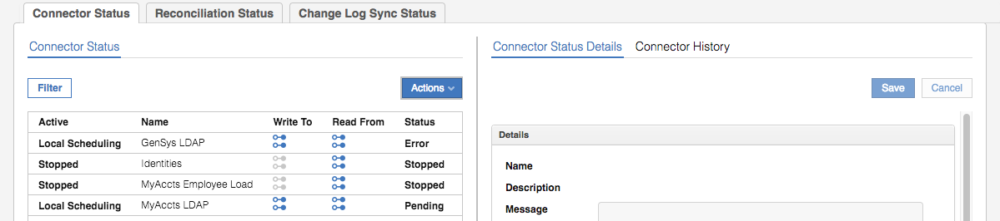 Connector Status Reconciliation Status Change Log Sync Status
Connector Status
Filter Actions
Active Name Write To Read From Status
Local Scheduling GenSys LDAP Error
Stopped Identities Stopped
Stopped MyAccts Employee Load Stopped
Local Scheduling MyAccts LDAP Pending
Connector Status Details Connector History
Save Cancel
Details
Name
Description
Message